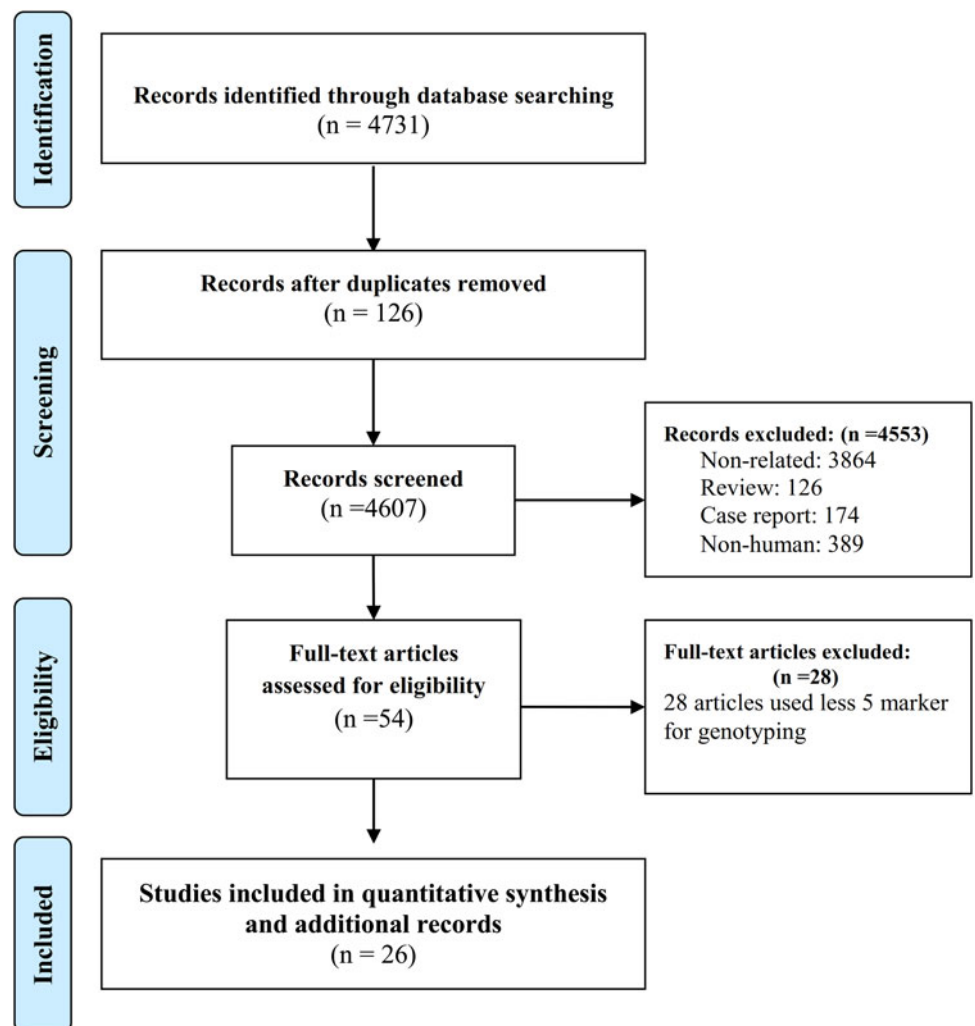 Identification
Records identified through database searching
(n = 4731)
Screening
Records after duplicates removed
(n = 126)
Records screened
(n =4607)
Records excluded: (n =4553)
Non-related: 3864
Review: 126
Case report: 174
Non-human: 389
Eligibility
Full-text articles
assessed for eligibility
(n =54)
Full-text articles excluded:
(n =28)
28 articles used less 5 marker
for genotyping
Included
Studies included in quantitative synthesis
and additional records
(n = 26)